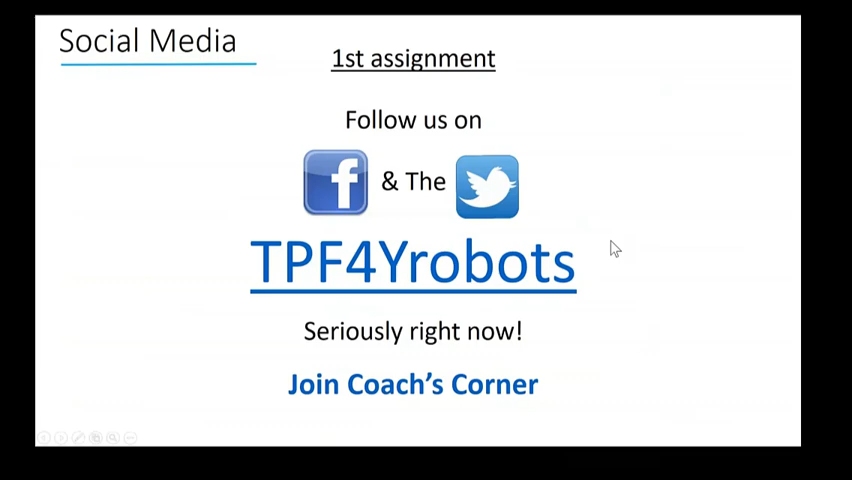 Social Media
1st assignment
Follow us on
f & The
TPF4Yrobots
Seriously right now!
Join Coach's Corner